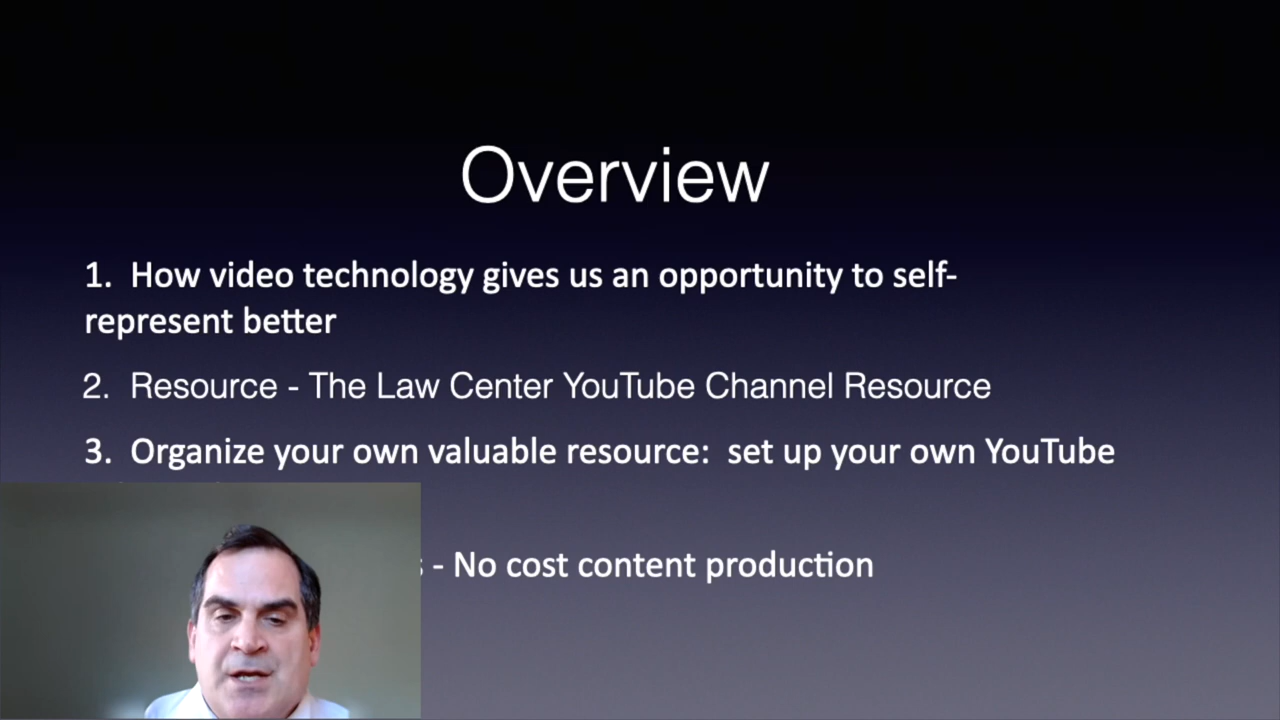 Overview
1. How video technology gives us an opportunity to self-
represent better
2. Resource - The Law Center YouTube Channel Resource
3. Organize your own valuable resource: set up your own YouTube
- No cost content production